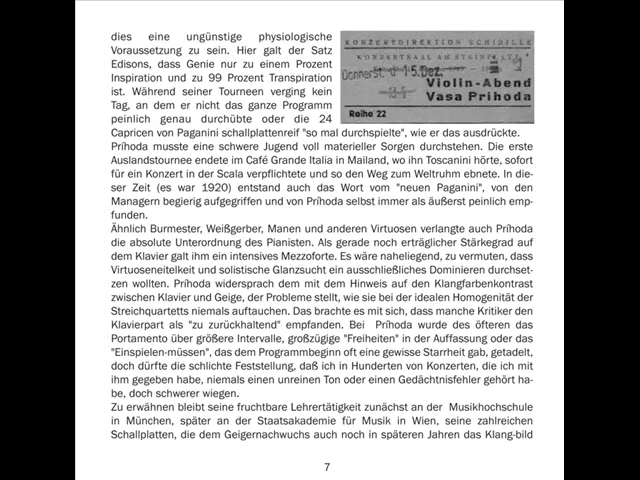 dies eine ungünstige physiologische
Voraussetzung zu sein. Hier galt der Satz
Edisons, dass Genie nur zu einem Prozent
Inspiration und zu 99 Prozent Transpiration
ist. Während seiner Tourneen verging kein
Tag, an dem er nicht das ganze Programm
peinlich genau durchübte oder die 24
KONZERTDIREKTION SCHIDILLE
KONZERTSAAL AM STEINPLATZ
Donnerst. d 15. Dez.
Violin-Abend
Vasa Prihoda
Reihe 22
Capricen von Paganini schallplattenreif "so mal durchspielte", wie er das ausdrückte.
Príhoda musste eine schwere Jugend voll materieller Sorgen durchstehen. Die erste
Auslandstournee endete im Café Grande Italia in Mailand, wo ihn Toscanini hörte, sofort
für ein Konzert in der Scala verpflichtete und so den Weg zum Weltruhm ebnete. In die-
ser Zeit (es war 1920) entstand auch das Wort vom "neuen Paganini", von den
Managern begierig aufgegriffen und von Príhoda selbst immer als äußerst peinlich emp-
funden.
Ähnlich Burmester, Weißgerber, Manen und anderen Virtuosen verlangte auch Príhoda
die absolute Unterordnung des Pianisten. Als gerade noch erträglicher Stärkegrad auf
dem Klavier galt ihm ein intensives Mezzoforte. Es wäre naheliegend, zu vermuten, dass
Virtuoseneitelkeit und solistische Glanzsucht ein ausschließliches Dominieren durchset-
zen wollten. Príhoda widersprach dem mit dem Hinweis auf den Klangfarbenkontrast
zwischen Klavier und Geige, der Probleme stellt, wie sie bei der idealen Homogenität der
Streichquartetts niemals auftauchen. Das brachte es mit sich, dass manche Kritiker den
Klavierpart als "zu zurückhaltend" empfanden. Bei Príhoda wurde des öfteren das
Portamento über größere Intervalle, großzügige "Freiheiten" in der Auffassung oder das
"Einspielen-müssen", das dem Programmbeginn oft eine gewisse Starrheit gab, getadelt,
doch dürfte die schlichte Feststellung, daß ich in Hunderten von Konzerten, die ich mit
ihm gegeben habe, niemals einen unreinen Ton oder einen Gedächtnisfehler gehört ha-
be, doch schwerer wiegen.
Zu erwähnen bleibt seine fruchtbare Lehrertätigkeit zunächst an der Musikhochschule
in München, später an der Staatsakademie für Musik in Wien, seine zahlreichen
Schallplatten, die dem Geigernachwuchs auch noch in späteren Jahren das Klang-bild
7